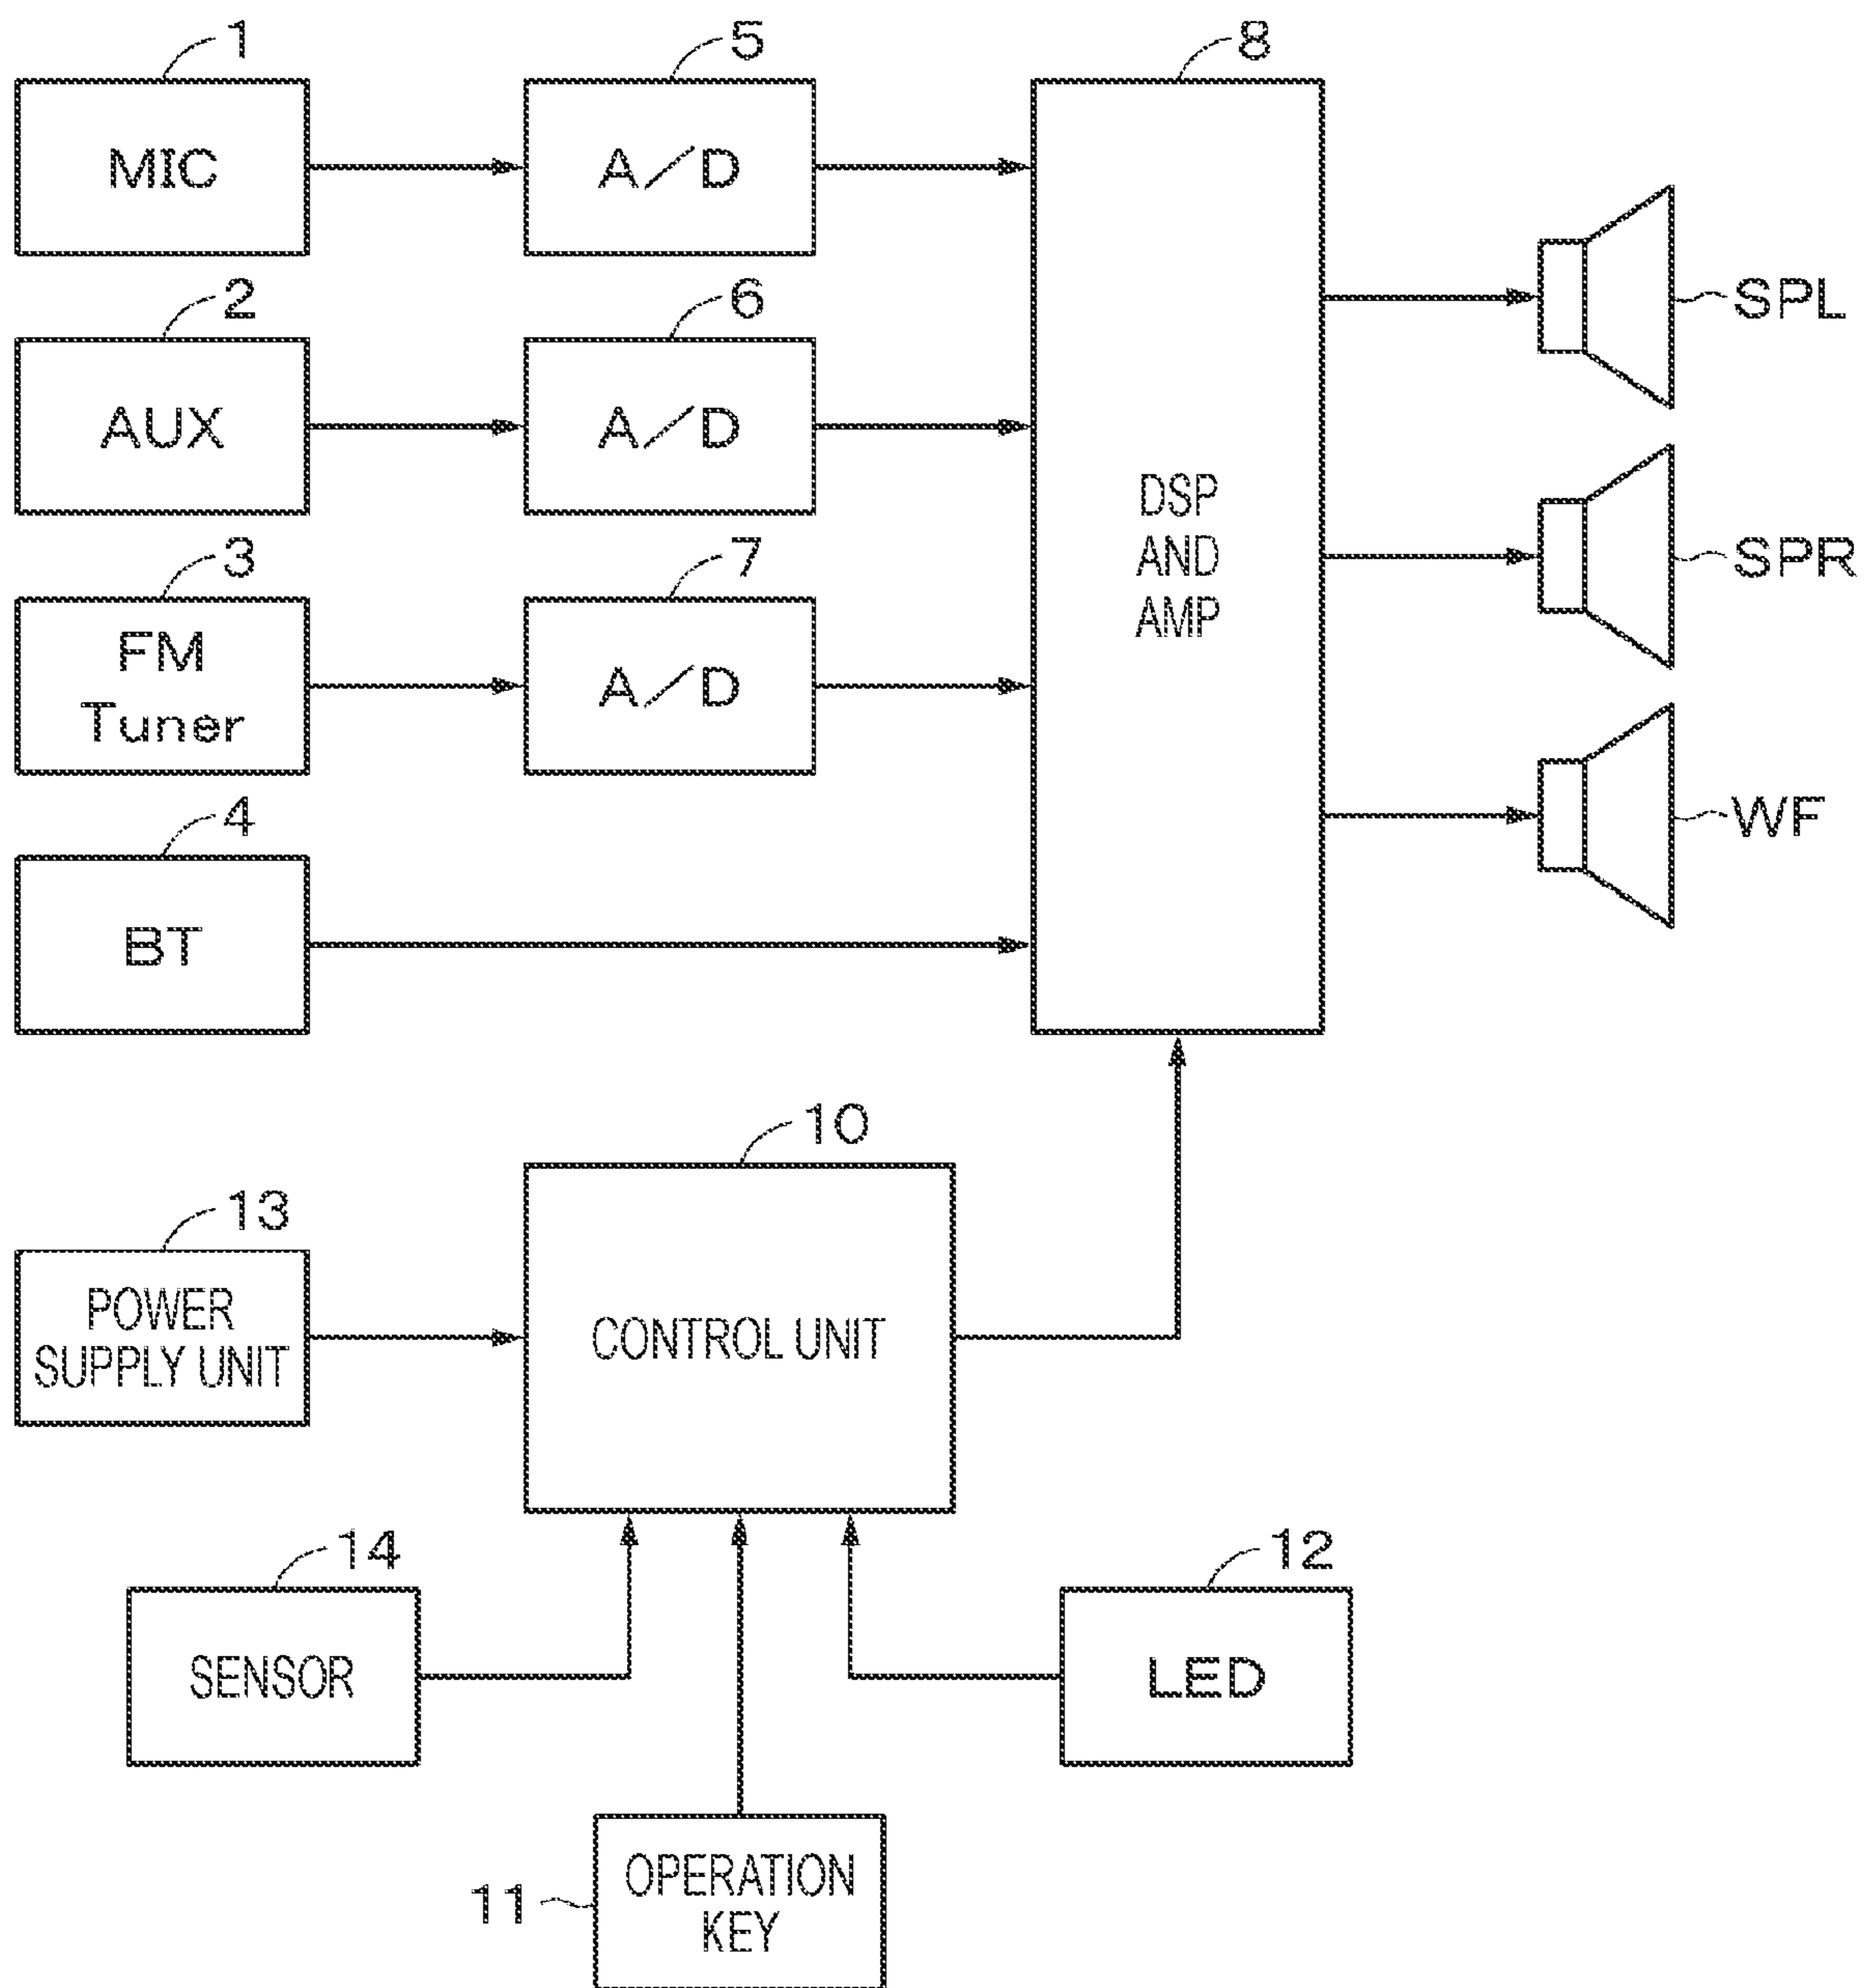 1
5
8
MIC
A/D
2
6
SPL
AUX
A/D
DSP
AND
AMP
3
7
SPR
FM
Tuner
A/D
4
WF
BT
10
13
POWER
SUPPLY UNIT
CONTROL UNIT
14
12
SENSOR
LED
11
OPERATION
KEY